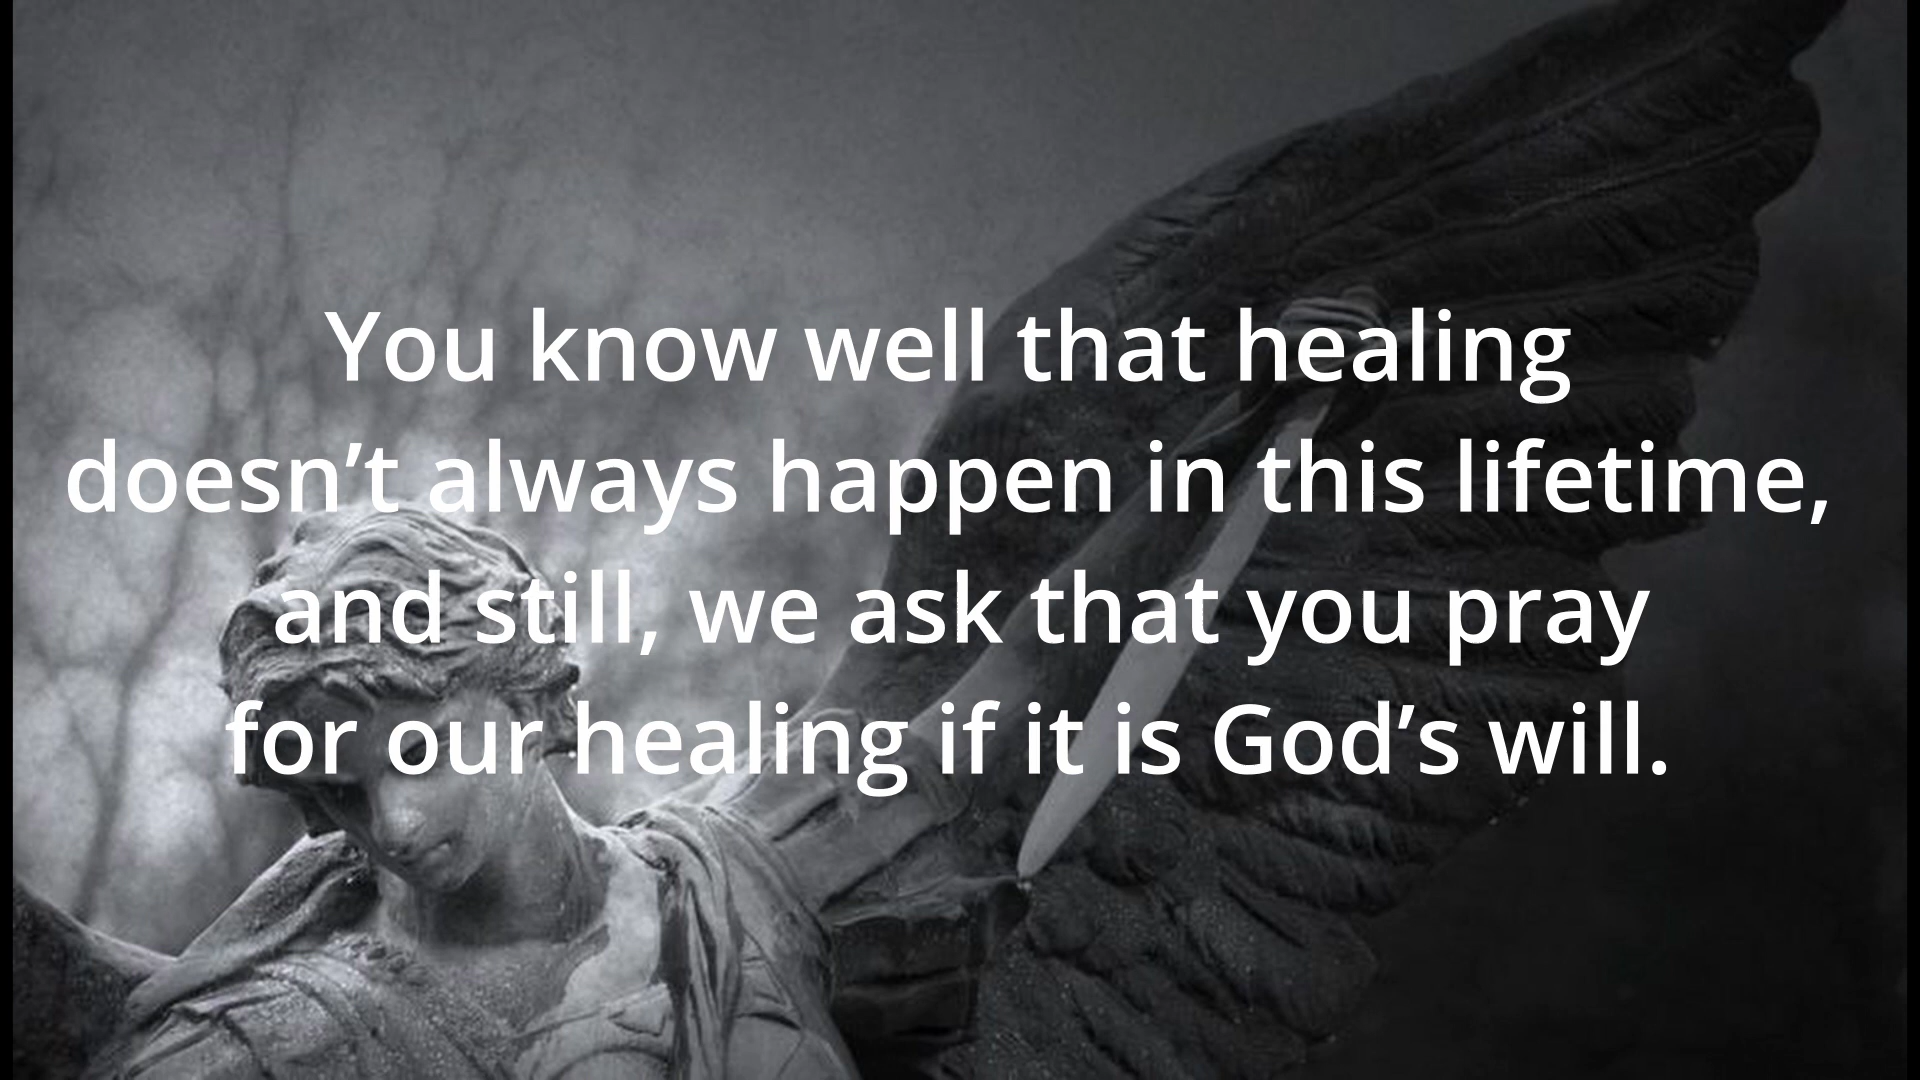 You know well that healing
doesn’t always happen in this lifetime,
and still, we ask that you pray
for our healing if it is God’s will.